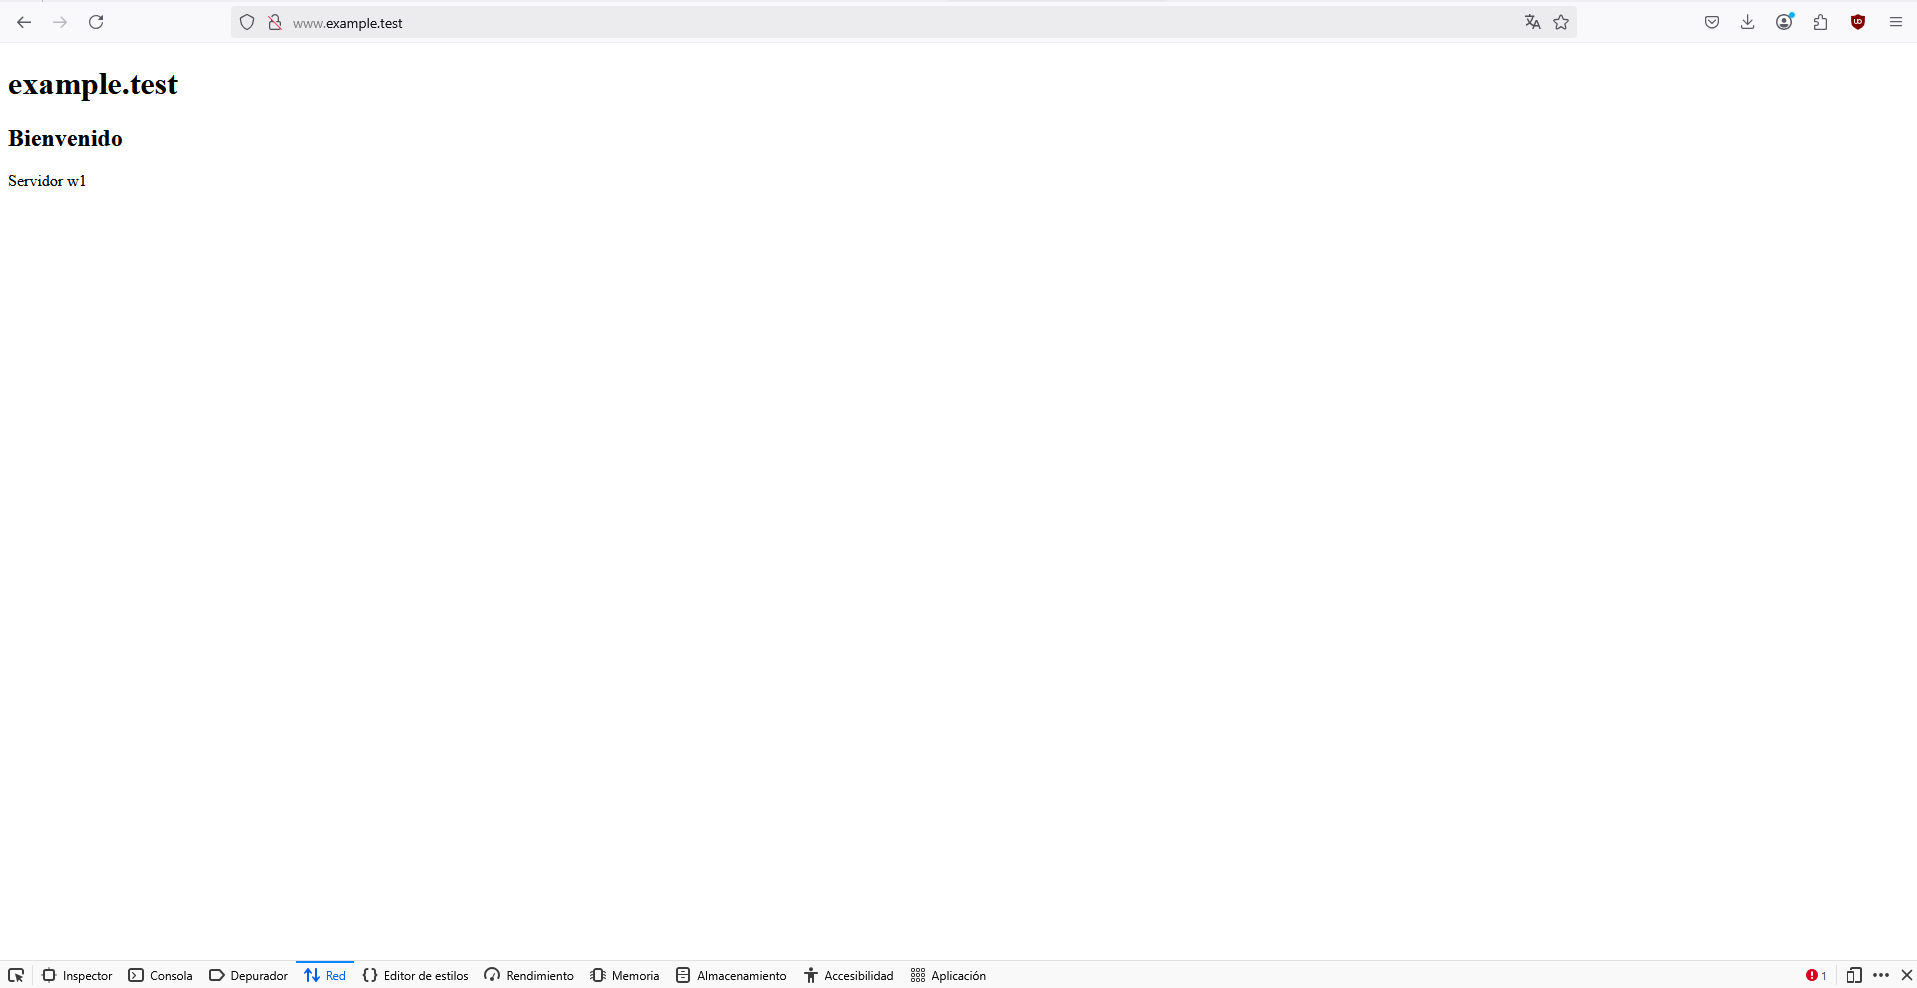 www.example.test
example.test
Bienvenido
Servidor w1
Inspector Consola Depurador Red Editor de estilos Rendimiento Memoria Almacenamiento Accesibilidad Aplicación 1